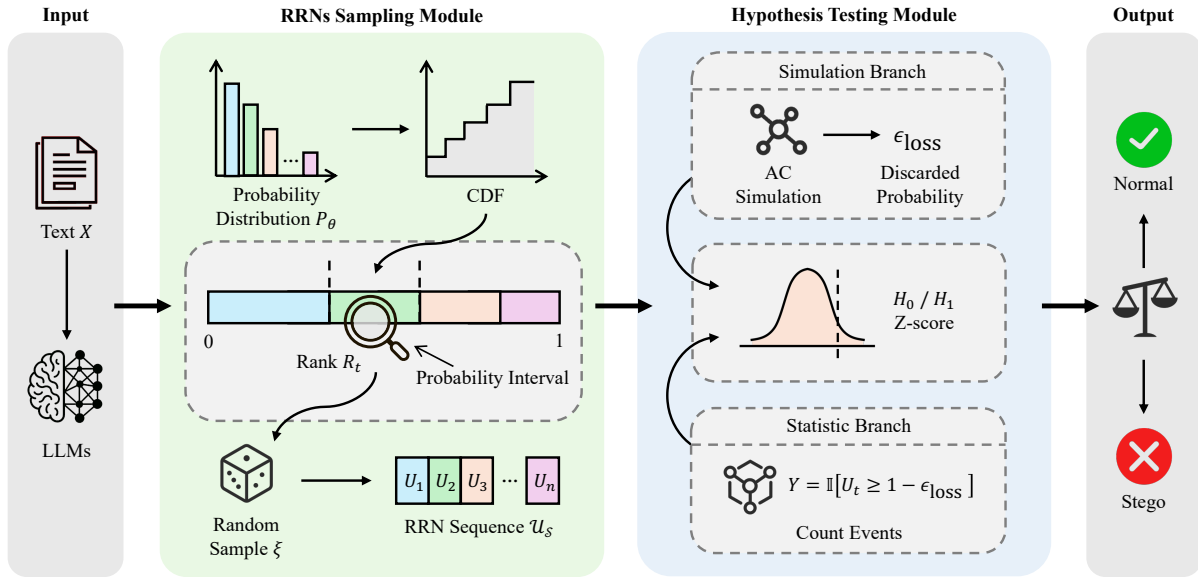 Input
Text X
LLMs
RRNs Sampling Module
Probability
Distribution P_θ
CDF
...
0
1
Rank R_t
Probability Interval
Random
Sample ξ
U_1 U_2 U_3 ... U_n
RRN Sequence 𝒰_𝒮
Hypothesis Testing Module
Simulation Branch
AC
Simulation
ϵ_loss
Discarded
Probability
H_0 / H_1
Z-score
Statistic Branch
Y = 𝕀[U_t ≥ 1 − ϵ_loss ]
Count Events
Output
Normal
Stego